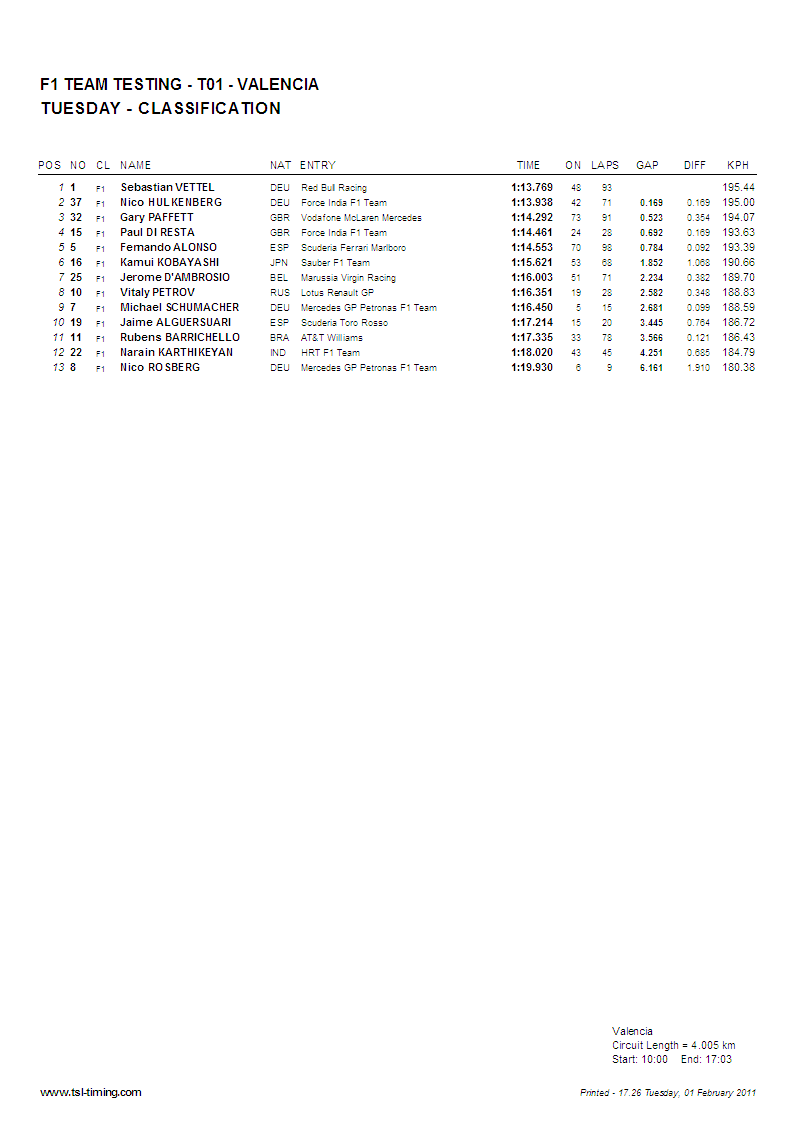 F1 TEAM TESTING - T01 - VALENCIA
TUESDAY - CLASSIFICATION
POS NO CL NAME NAT ENTRY TIME ON LAPS GAP DIFF KPH
1 1 F1 Sebastian VETTEL DEU Red Bull Racing 1:13.769 48 93 195.44
2 37 F1 Nico HULKENBERG DEU Force India F1 Team 1:13.938 42 71 0.169 0.169 195.00
3 32 F1 Gary PAFFETT GBR Vodafone McLaren Mercedes 1:14.292 73 91 0.523 0.354 194.07
4 15 F1 Paul DI RESTA GBR Force India F1 Team 1:14.461 24 28 0.692 0.169 193.63
5 5 F1 Fernando ALONSO ESP Scuderia Ferrari Marlboro 1:14.553 70 98 0.784 0.092 193.39
6 16 F1 Kamui KOBAYASHI JPN Sauber F1 Team 1:15.621 53 68 1.852 1.068 190.66
7 25 F1 Jerome D'AMBROSIO BEL Marussia Virgin Racing 1:16.003 51 71 2.234 0.382 189.70
8 10 F1 Vitaly PETROV RUS Lotus Renault GP 1:16.351 19 28 2.582 0.348 188.83
9 7 F1 Michael SCHUMACHER DEU Mercedes GP Petronas F1 Team 1:16.450 5 15 2.681 0.099 188.59
10 19 F1 Jaime ALGUERSUARI ESP Scuderia Toro Rosso 1:17.214 15 20 3.445 0.764 186.72
11 11 F1 Rubens BARRICHELLO BRA AT&T Williams 1:17.335 33 78 3.566 0.121 186.43
12 22 F1 Narain KARTHIKEYAN IND HRT F1 Team 1:18.020 43 45 4.251 0.685 184.79
13 8 F1 Nico ROSBERG DEU Mercedes GP Petronas F1 Team 1:19.930 6 9 6.161 1.910 180.38
Valencia
Circuit Length = 4.005 km
Start: 10:00 End: 17:03
www.tsl-timing.com Printed - 17.26 Tuesday, 01 February 2011